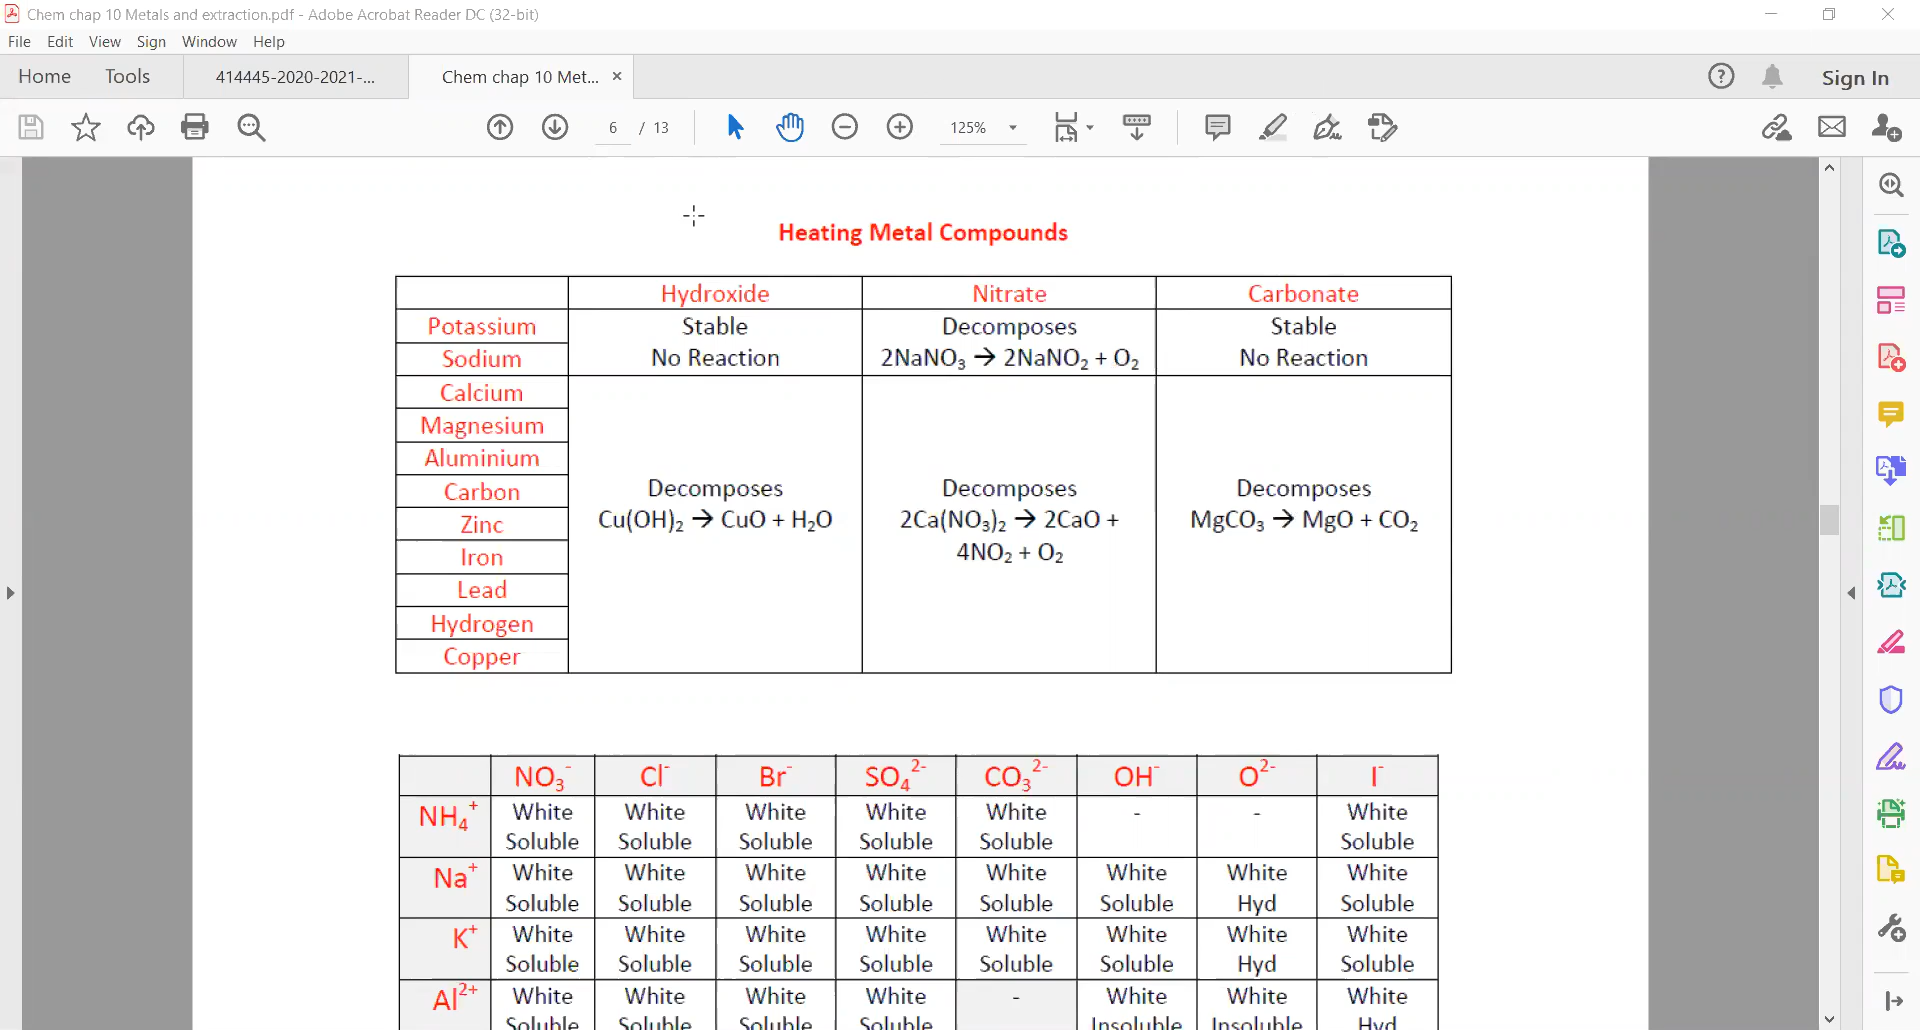 Chem chap 10 Metals and extraction.pdf - Adobe Acrobat Reader DC (32-bit)
File Edit View Sign Window Help
Home Tools 414445-2020-2021-... Chem chap 10 Met... × Sign In
6 / 13 125%
Heating Metal Compounds
Hydroxide Nitrate Carbonate
Potassium Stable Decomposes Stable
Sodium No Reaction 2NaNO₃ → 2NaNO₂ + O₂ No Reaction
Calcium
Magnesium
Aluminium
Carbon Decomposes Decomposes Decomposes
Zinc Cu(OH)₂ → CuO + H₂O 2Ca(NO₃)₂ → 2CaO + MgCO₃ → MgO + CO₂
Iron 4NO₂ + O₂
Lead
Hydrogen
Copper
NO₃⁻ Cl⁻ Br⁻ SO₄²⁻ CO₃²⁻ OH⁻ O²⁻ I⁻
NH₄⁺ White White White White White - - White
Soluble Soluble Soluble Soluble Soluble Soluble
Na⁺ White White White White White White White White
Soluble Soluble Soluble Soluble Soluble Soluble Hyd Soluble
K⁺ White White White White White White White White
Soluble Soluble Soluble Soluble Soluble Soluble Hyd Soluble
Al²⁺ White White White White - White White White
Soluble Soluble Soluble Soluble Insoluble Insoluble Hyd